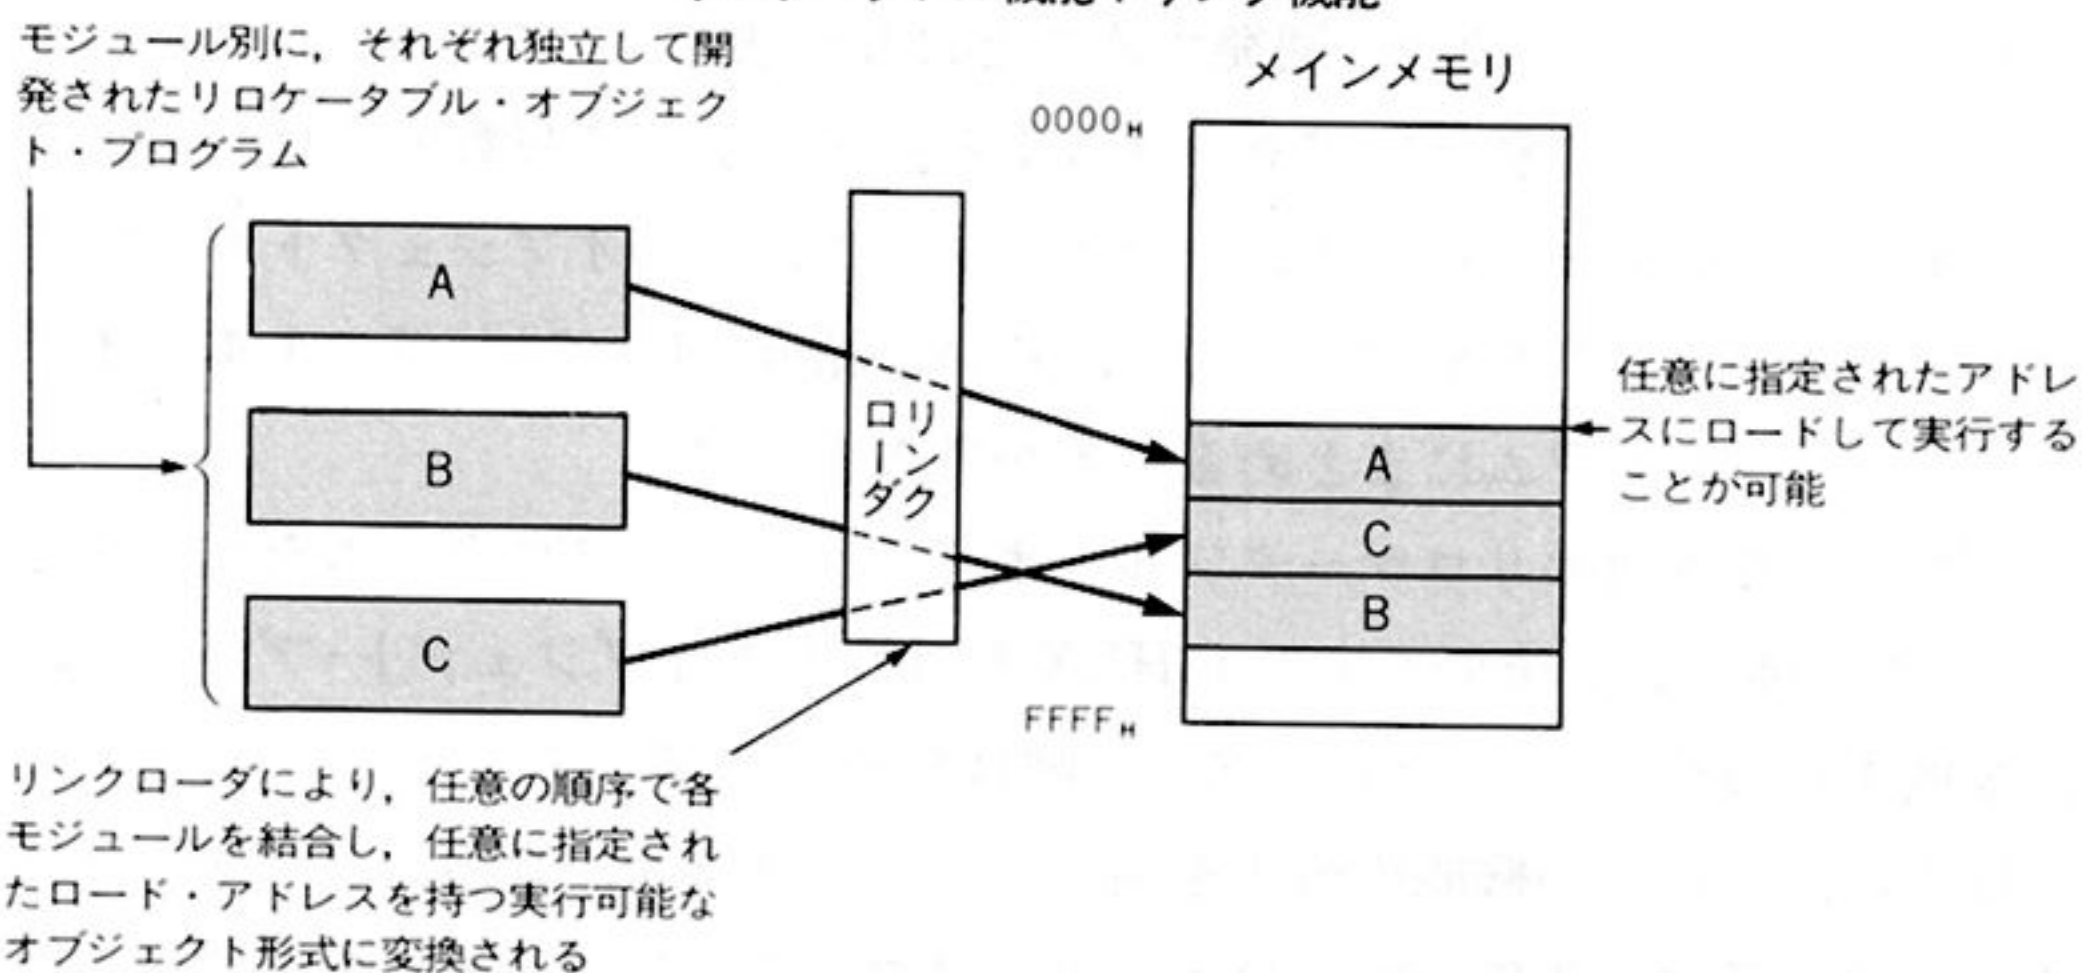 機能
モジュール別に，それぞれ独立して開
発されたリロケータブル・オブジェク
ト・プログラム
メインメモリ
0000H
A
B
C
リンク
ローダ
A
C
B
任意に指定されたアドレ
スにロードして実行する
ことが可能
FFFFH
リンクローダにより，任意の順序で各
モジュールを結合し，任意に指定され
たロード・アドレスを持つ実行可能な
オブジェクト形式に変換される